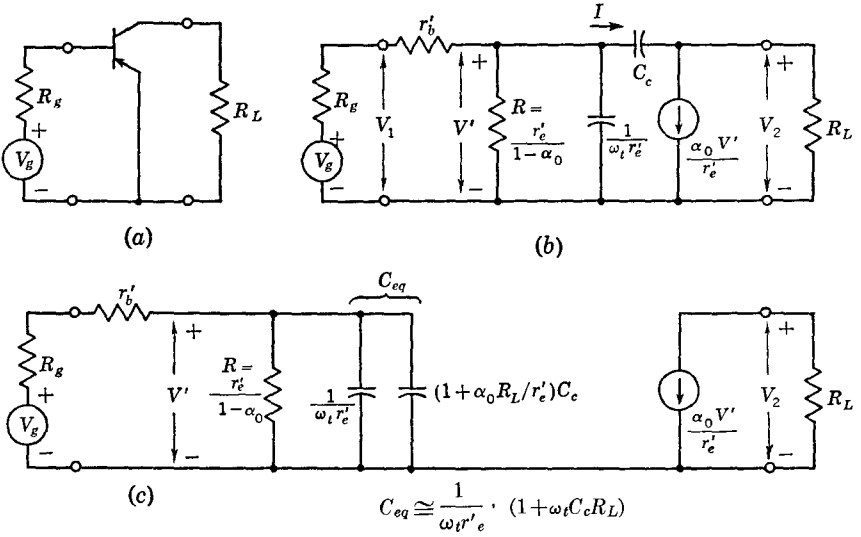 R_g
V_g
+
−
R_L
(a)
I
r'_b
C_c
R_g
V_g
+
−
V_1
V'
+
−
R = r'_e / (1−α_0)
1 / (ω_t r'_e)
α_0 V' / r'_e
V_2
+
−
R_L
(b)
C_eq
r'_b
R_g
V_g
+
−
V'
+
−
R = r'_e / (1−α_0)
1 / (ω_t r'_e)
(1+α_0 R_L/r'_e)C_c
α_0 V' / r'_e
V_2
+
−
R_L
(c)
C_eq ≅ 1 / (ω_t r'_e) · (1+ω_t C_c R_L)